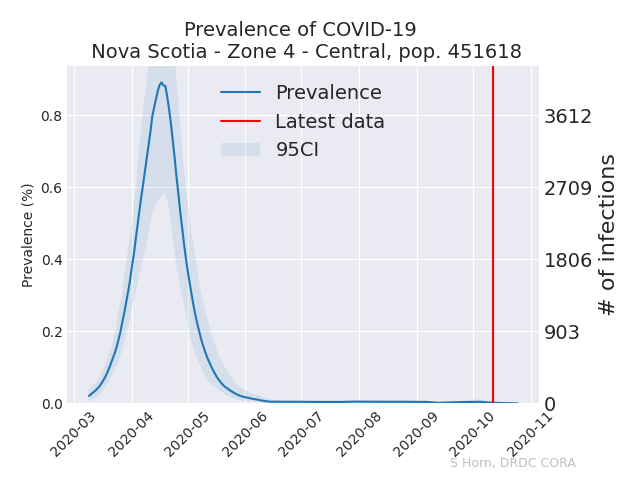 Prevalence of COVID-19
Nova Scotia - Zone 4 - Central, pop. 451618
Prevalence
Latest data
95CI
Prevalence (%)
0.8
0.6
0.4
0.2
0.0
3612
2709
1806
903
0
# of infections
2020-03
2020-04
2020-05
2020-06
2020-07
2020-08
2020-09
2020-10
2020-11
S Horn, DRDC CORA